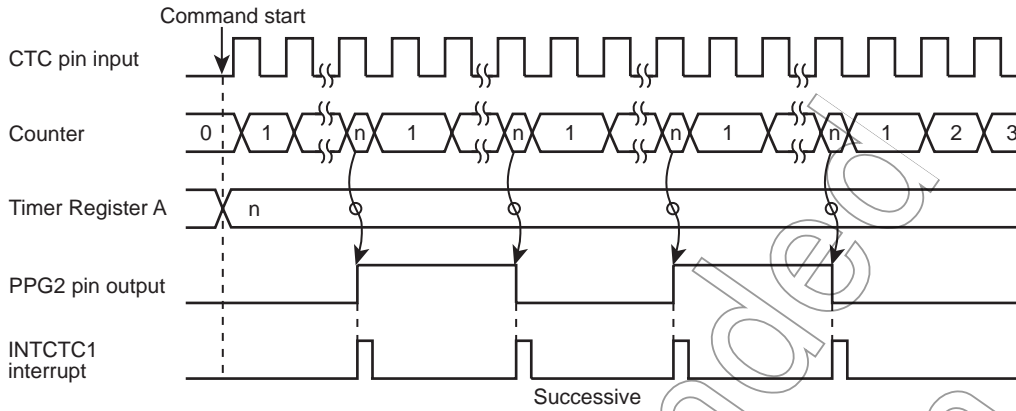 Command start
CTC pin input
Counter 0 1 n 1 n 1 n 1 n 1 2 3
Timer Register A n
PPG2 pin output
INTCTC1
interrupt
Successive